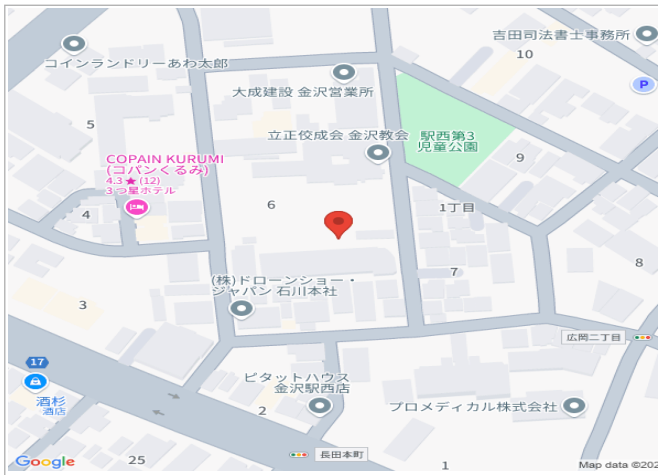 吉田司法書士事務所
10
コインランドリーあわ太郎
P
大成建設 金沢営業所
5
立正佼成会 金沢教会
駅西第3
児童公園
9
COPAIN KURUMI
(コパンくるみ)
4.3 ★ (12)
3 つ星ホテル
4
6
1丁目
7
8
(株)ドローンショー・
ジャパン 石川本社
3
広岡二丁目
17
ピタットハウス
金沢駅西店
酒杉
酒店
2
プロメディカル株式会社
長田本町
25
1
Google
Map data ©202